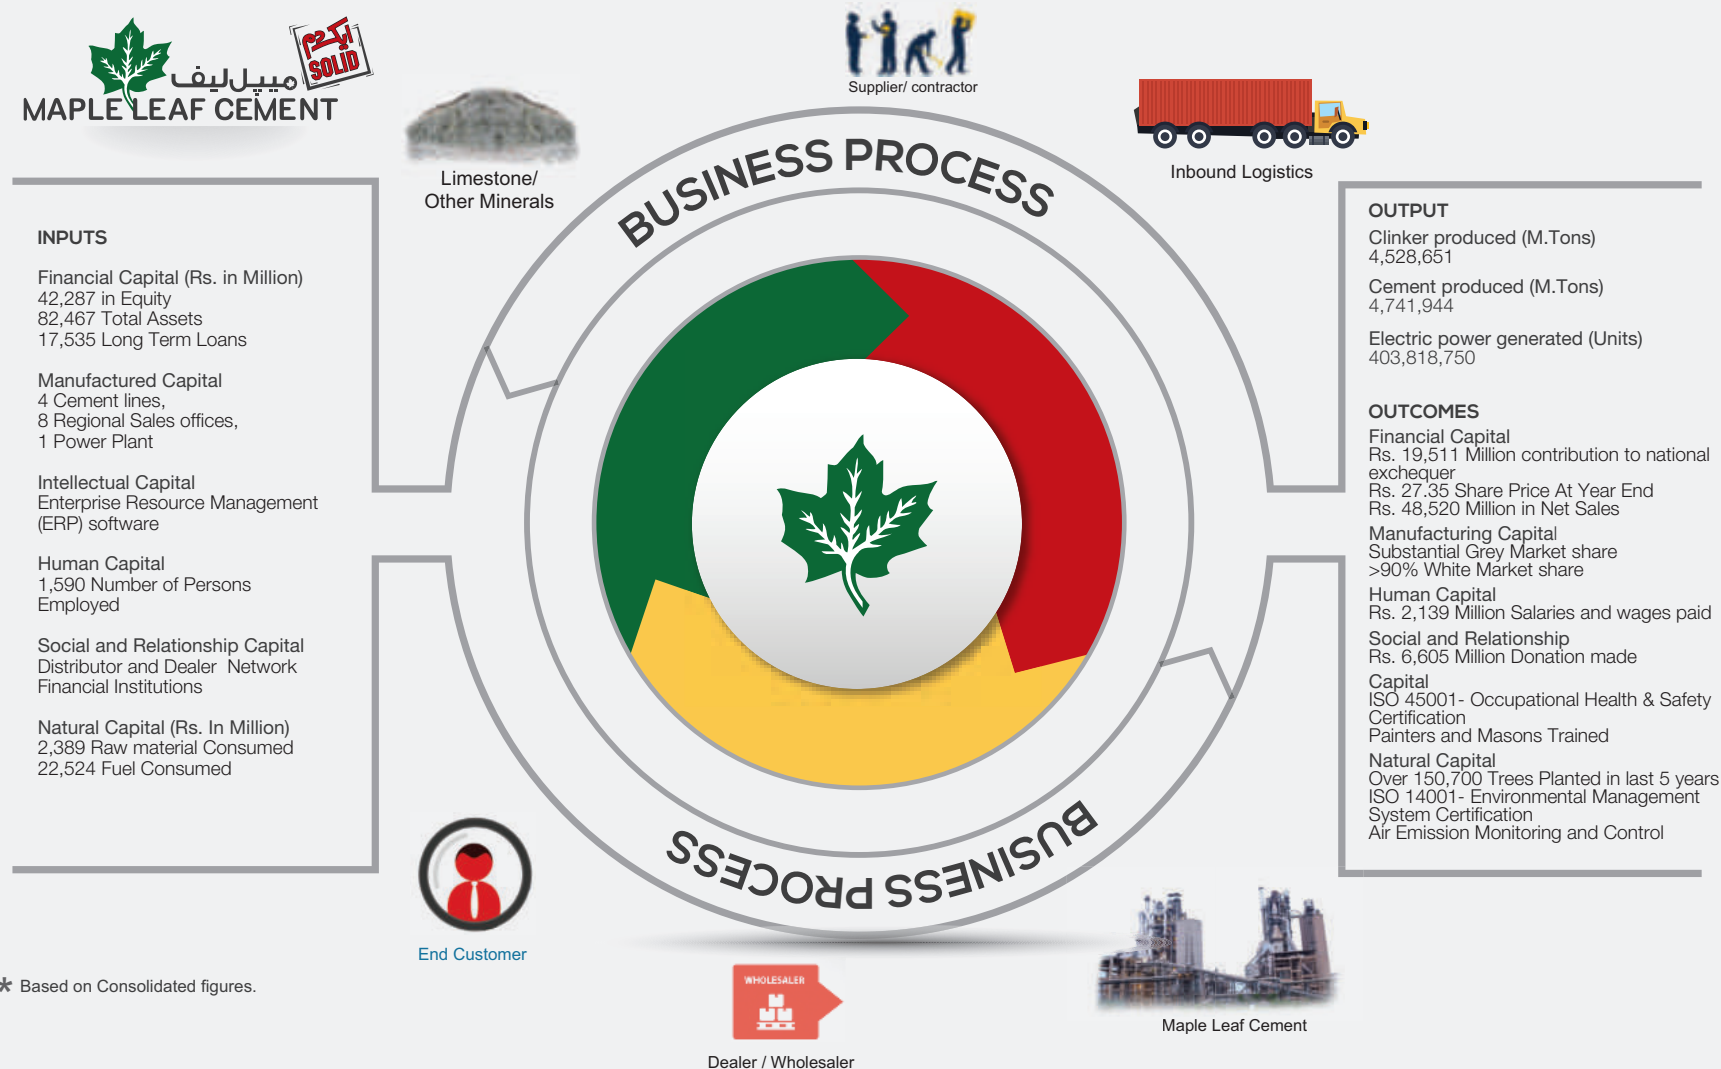 ایکدم
SOLID
میپل لیف
MAPLE LEAF CEMENT
Limestone/
Other Minerals
Supplier/ contractor
Inbound Logistics
BUSINESS PROCESS
INPUTS
Financial Capital (Rs. in Million)
42,287 in Equity
82,467 Total Assets
17,535 Long Term Loans
Manufactured Capital
4 Cement lines,
8 Regional Sales offices,
1 Power Plant
Intellectual Capital
Enterprise Resource Management
(ERP) software
Human Capital
1,590 Number of Persons
Employed
Social and Relationship Capital
Distributor and Dealer Network
Financial Institutions
Natural Capital (Rs. In Million)
2,389 Raw material Consumed
22,524 Fuel Consumed
OUTPUT
Clinker produced (M.Tons)
4,528,651
Cement produced (M.Tons)
4,741,944
Electric power generated (Units)
403,818,750
OUTCOMES
Financial Capital
Rs. 19,511 Million contribution to national
exchequer
Rs. 27.35 Share Price At Year End
Rs. 48,520 Million in Net Sales
Manufacturing Capital
Substantial Grey Market share
>90% White Market share
Human Capital
Rs. 2,139 Million Salaries and wages paid
Social and Relationship
Rs. 6,605 Million Donation made
Capital
ISO 45001- Occupational Health & Safety
Certification
Painters and Masons Trained
Natural Capital
Over 150,700 Trees Planted in last 5 years
ISO 14001- Environmental Management
System Certification
Air Emission Monitoring and Control
BUSINESS PROCESS
End Customer
WHOLESALER
Dealer / Wholesaler
Maple Leaf Cement
* Based on Consolidated figures.